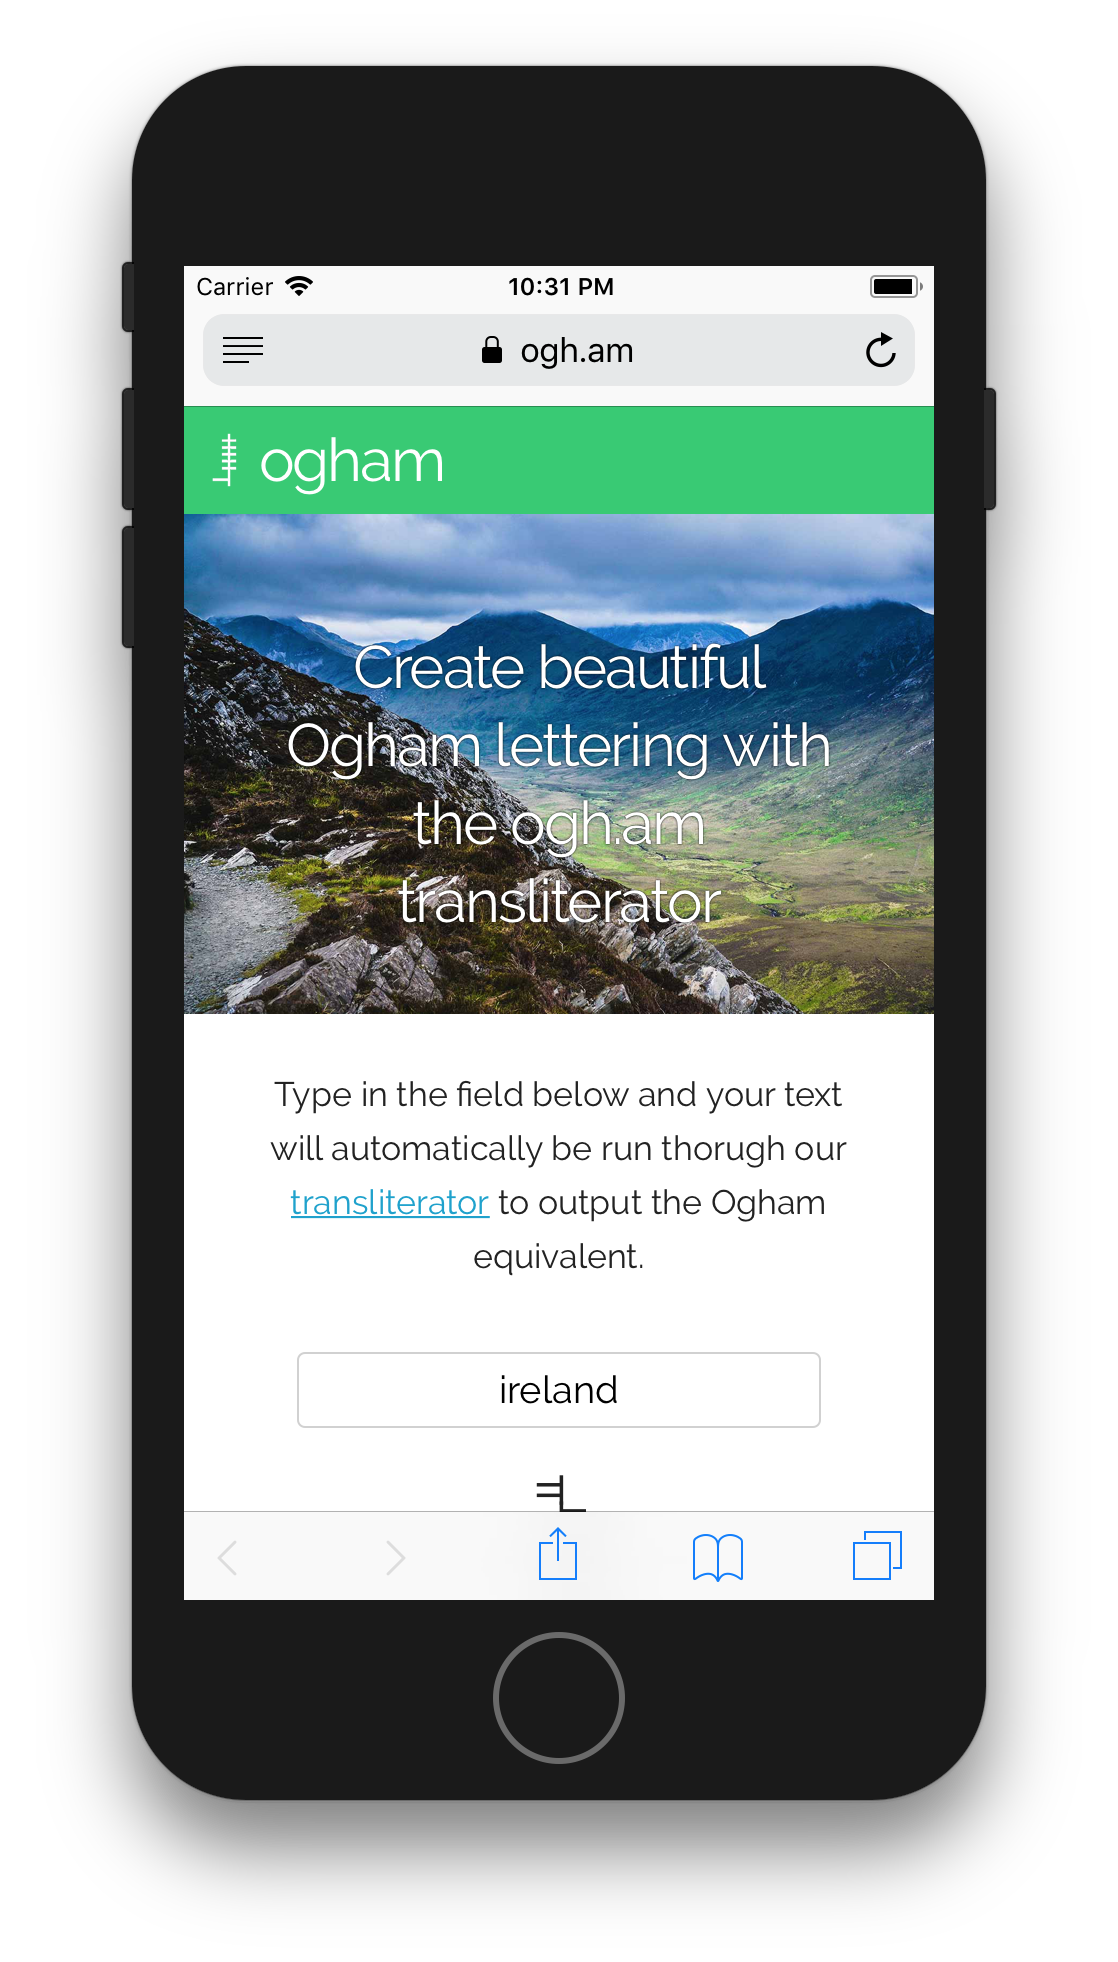 Carrier 10:31 PM
ogh.am
ogham
Create beautiful
Ogham lettering with
the ogh.am
transliterator
Type in the field below and your text
will automatically be run thorugh our
transliterator to output the Ogham
equivalent.
ireland